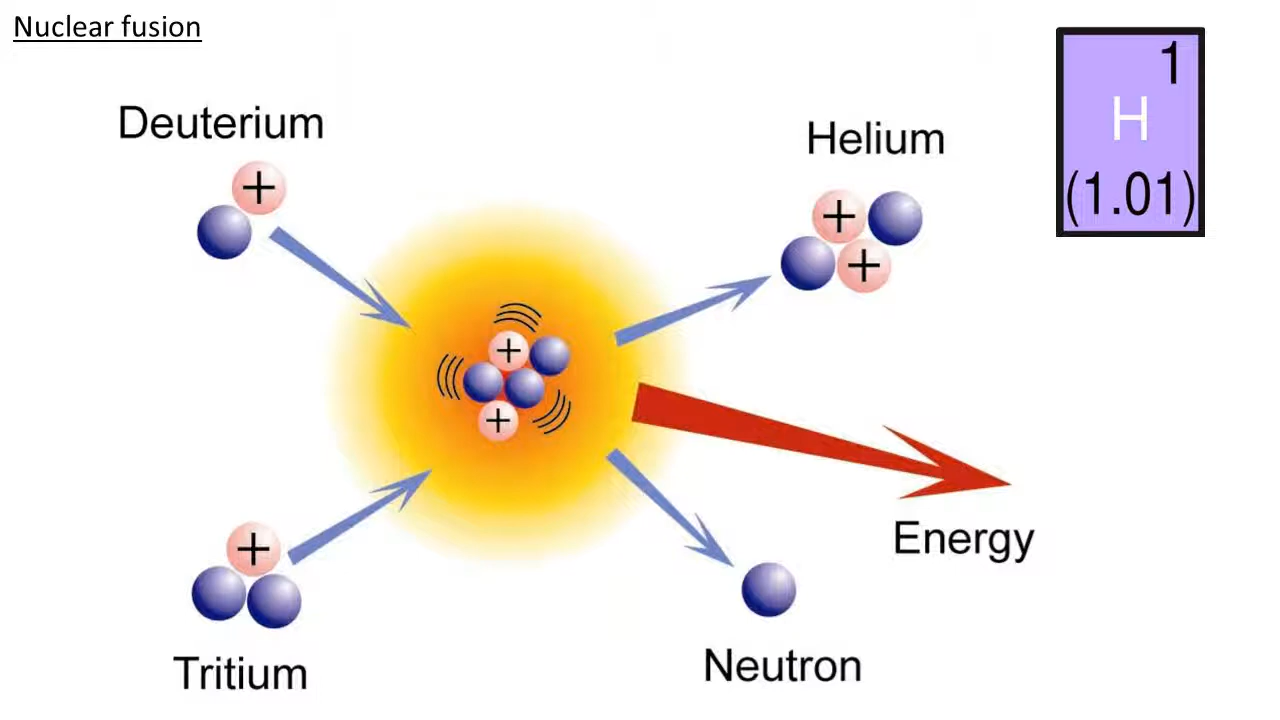 Nuclear fusion
1
H
(1.01)
Deuterium
+
Helium
+
+
+
+
Energy
+
Tritium
Neutron